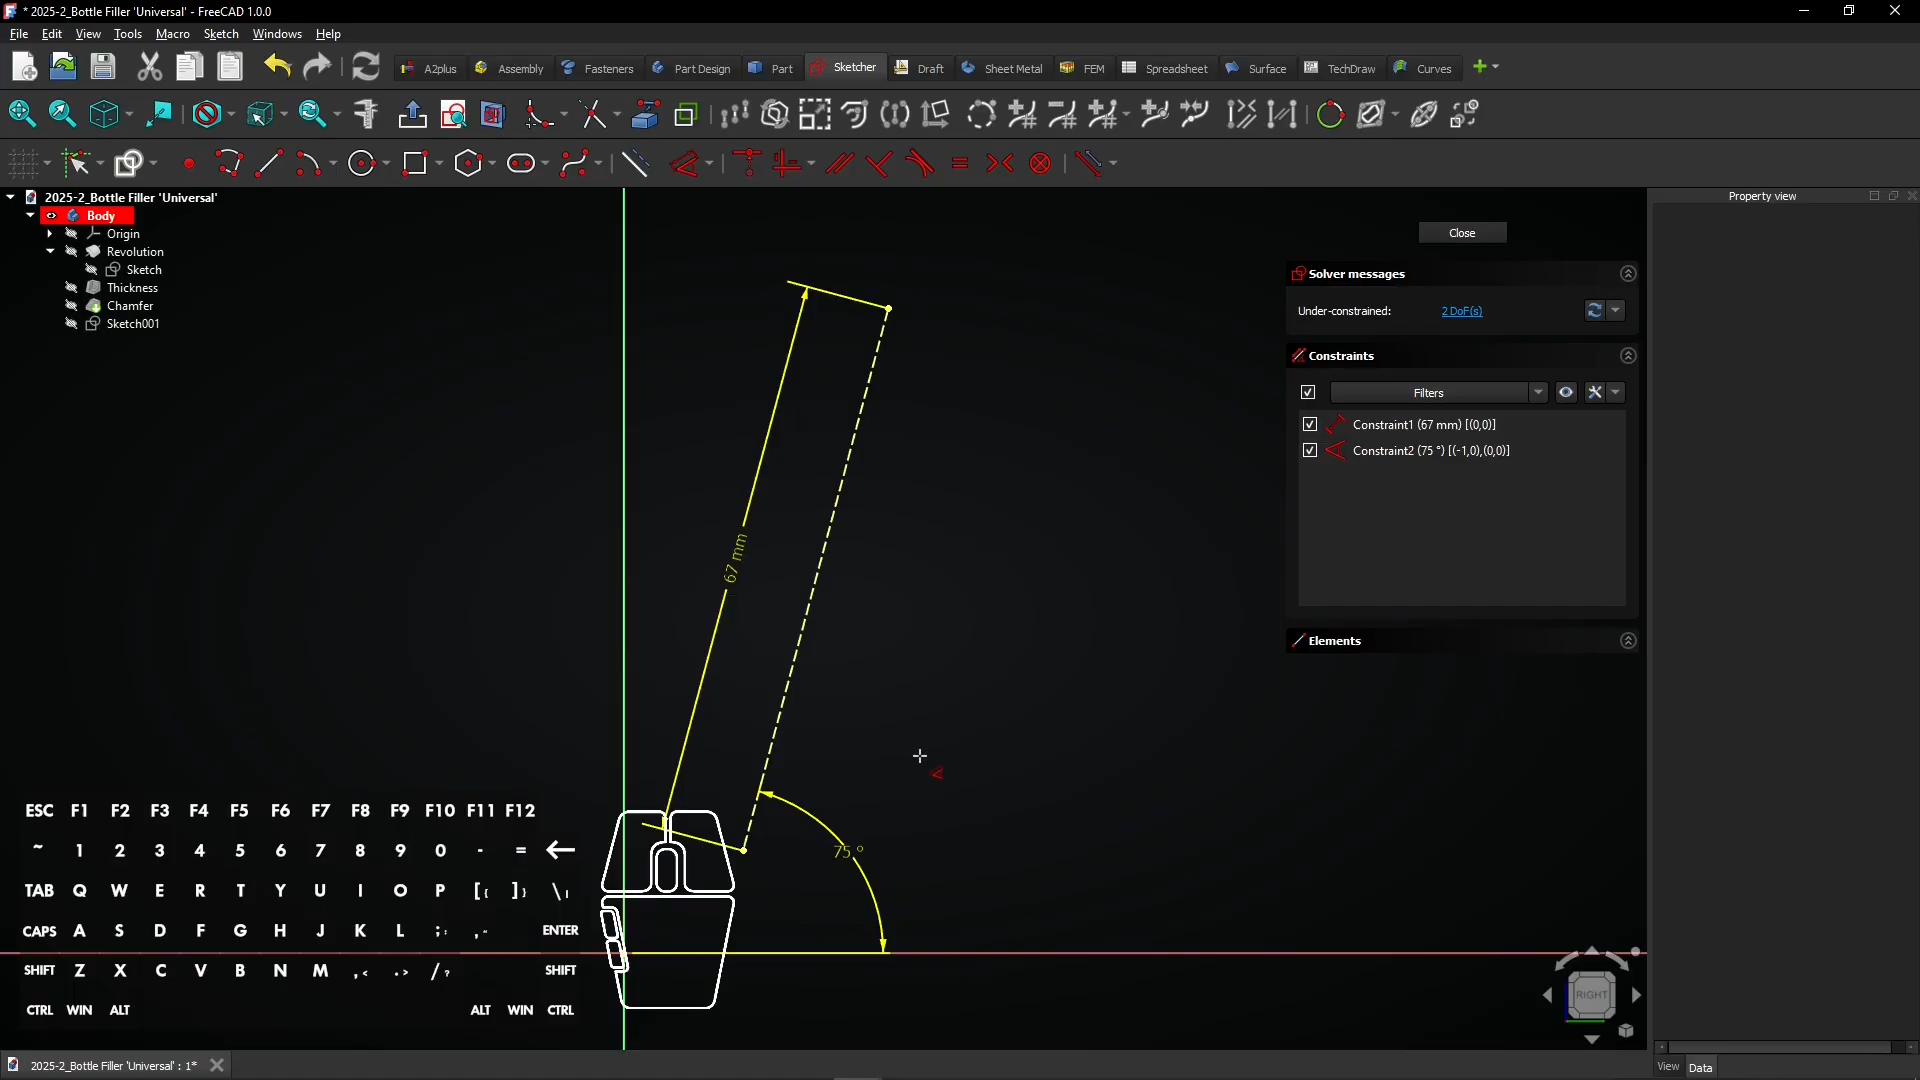 * 2025-2_Bottle Filler 'Universal' - FreeCAD 1.0.0
File Edit View Tools Macro Sketch Windows Help
A2plus Assembly Fasteners Part Design Part Sketcher Draft Sheet Metal FEM Spreadsheet Surface TechDraw Curves
2025-2_Bottle Filler 'Universal'
Body
Origin
Revolution
Sketch
Thickness
Chamfer
Sketch001
67 mm
75 °
Close
Solver messages
Under-constrained: 2 DoF(s)
Constraints
Filters
Constraint1 (67 mm) [(0,0)]
Constraint2 (75 °) [(-1,0),(0,0)]
Elements
Property view
RIGHT
ESC F1 F2 F3 F4 F5 F6 F7 F8 F9 F10 F11 F12
~ 1 2 3 4 5 6 7 8 9 0 - = ←
TAB Q W E R T Y U I O P [{ ]} \|
CAPS A S D F G H J K L ;: ,“ ENTER
SHIFT Z X C V B N M ,< .> /? SHIFT
CTRL WIN ALT ALT WIN CTRL
2025-2_Bottle Filler 'Universal' : 1*
View Data